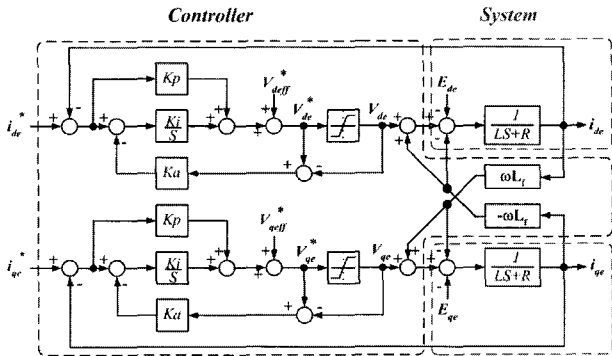 Controller
System
Kp
V_deff^*
E_de
i_de^*
Ki/S
V_de^*
V_de
1/(LS+R)
i_de
Ka
ωL_f
-ωL_f
Kp
V_qeff^*
V_qe^*
V_qe
i_qe^*
Ki/S
1/(LS+R)
i_qe
Ka
E_qe